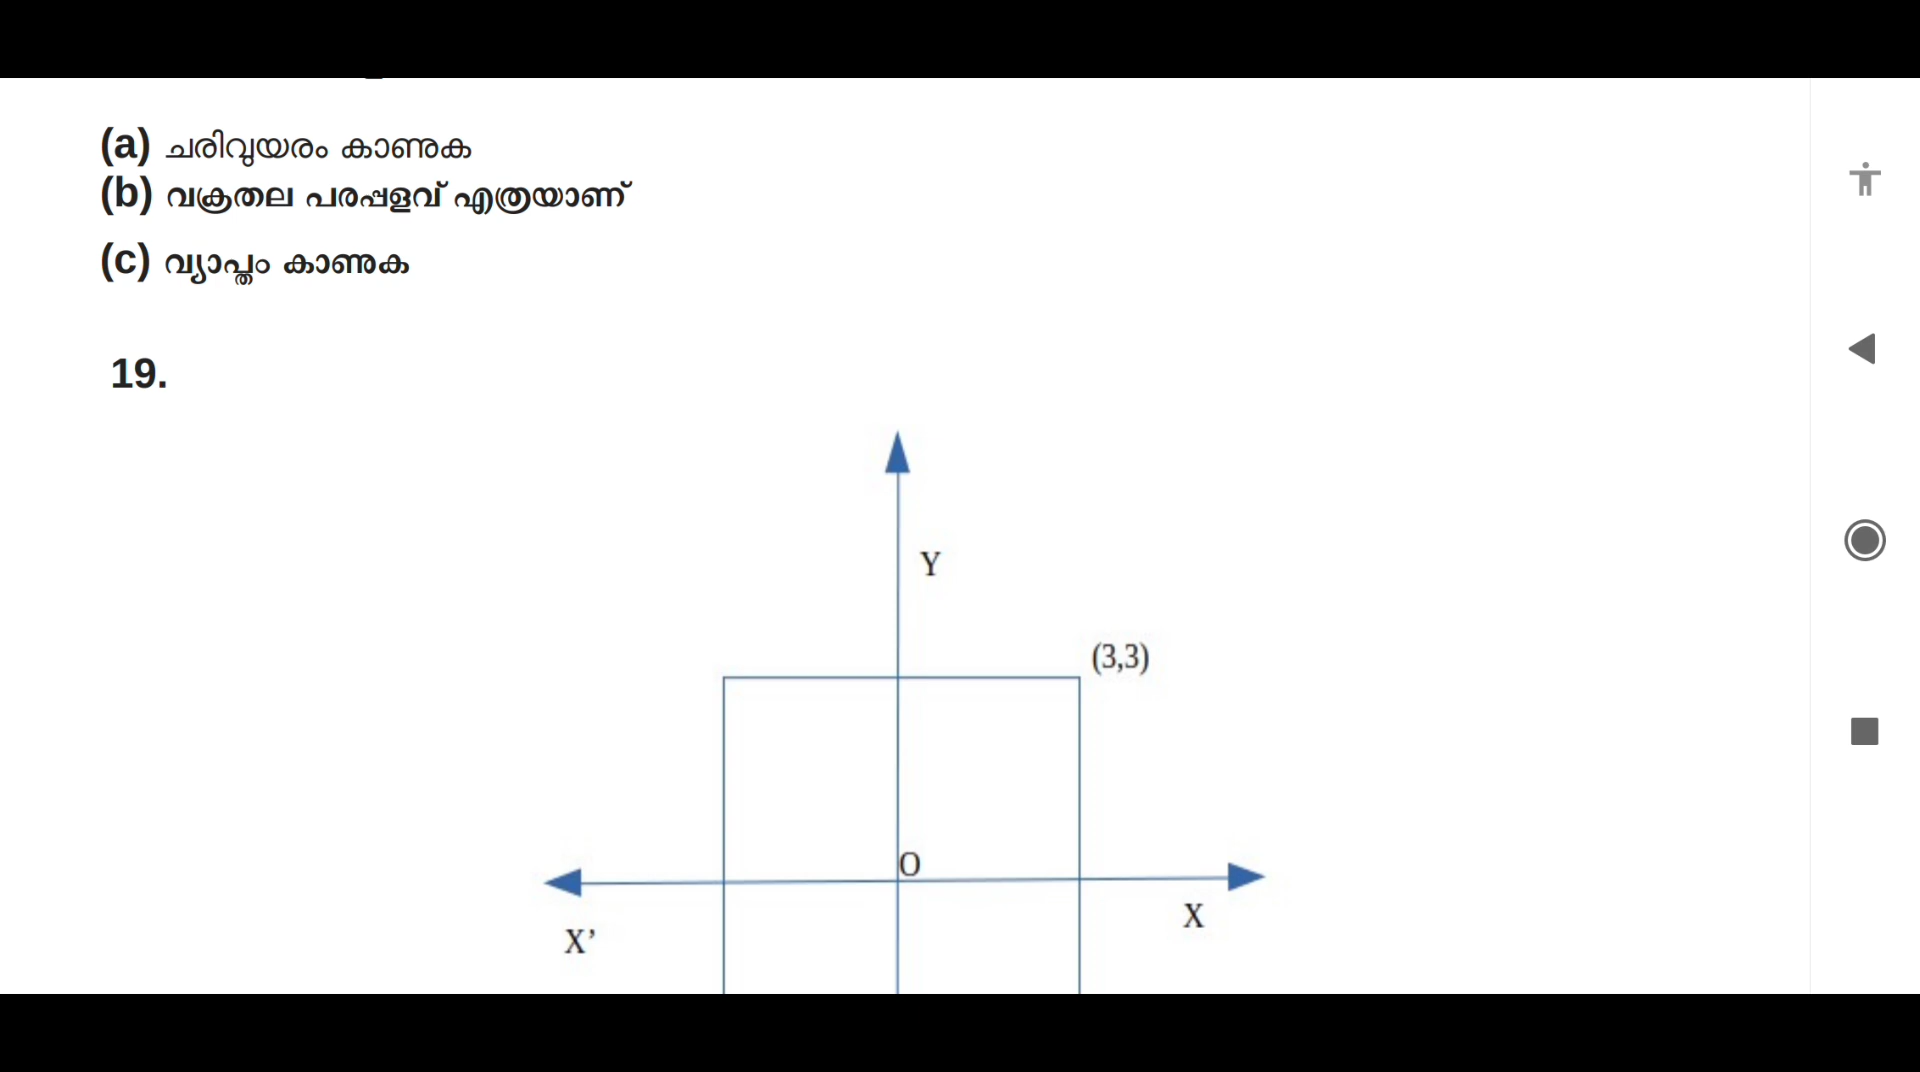 (a) ചരിവുയരം കാണുക
(b) വക്രതല പരപ്പളവ് എത്രയാണ്
(c) വ്യാപ്തം കാണുക
19.
Y
(3,3)
O
X
X’